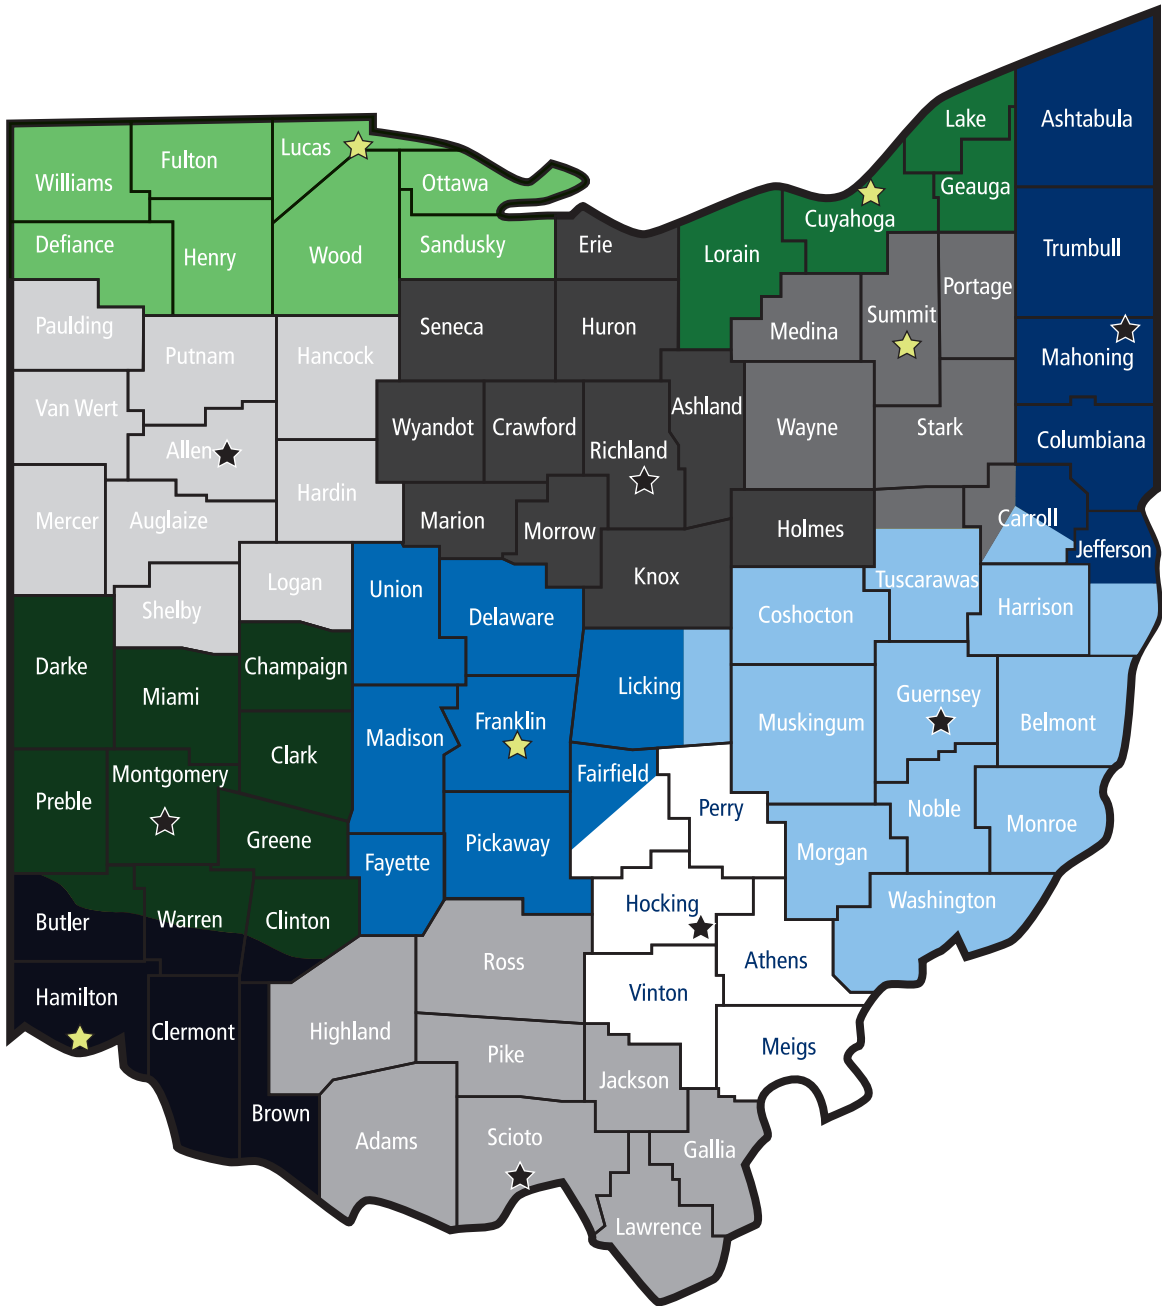 Lake
Ashtabula
Lucas
Fulton
Williams
Ottawa
Geauga
Cuyahoga
Defiance
Henry
Wood
Sandusky
Erie
Lorain
Trumbull
Portage
Paulding
Seneca
Huron
Medina
Summit
Putnam
Hancock
Mahoning
Van Wert
Ashland
Wyandot
Crawford
Wayne
Stark
Columbiana
Allen
Richland
Hardin
Mercer
Auglaize
Marion
Morrow
Holmes
Carroll
Jefferson
Logan
Union
Knox
Tuscarawas
Shelby
Delaware
Coshocton
Harrison
Darke
Champaign
Miami
Licking
Guernsey
Franklin
Muskingum
Belmont
Madison
Clark
Montgomery
Fairfield
Preble
Perry
Noble
Monroe
Greene
Pickaway
Morgan
Fayette
Hocking
Washington
Butler
Warren
Clinton
Ross
Athens
Hamilton
Vinton
Clermont
Highland
Pike
Meigs
Jackson
Brown
Adams
Scioto
Gallia
Lawrence